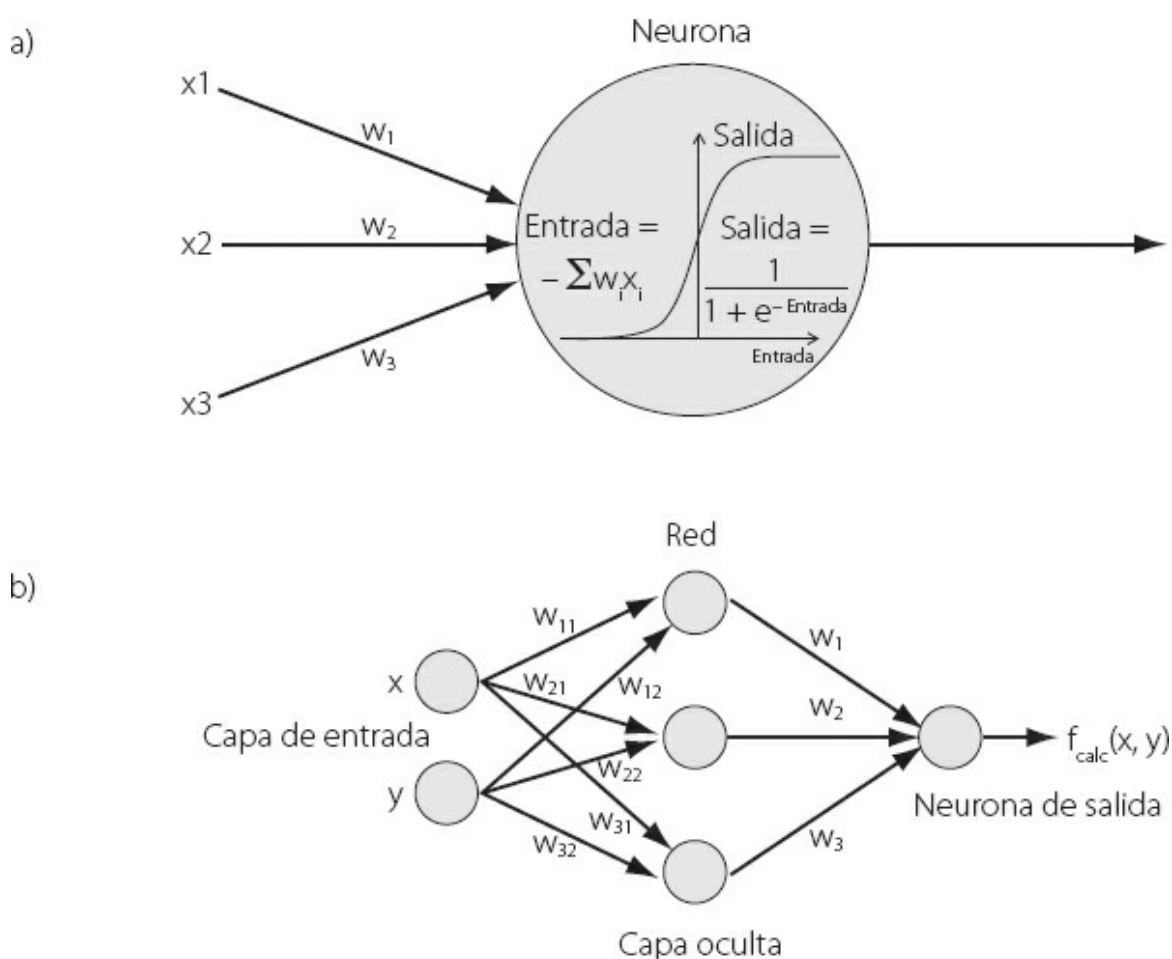 a)
Neurona
x1
w₁
x2
w₂
x3
w₃
Entrada =
– Σwᵢxᵢ
Salida
Salida =
1
1 + e⁻ ᴱⁿᵗʳᵃᵈᵃ
Entrada
b)
Red
x
y
Capa de entrada
w₁₁
w₂₁
w₁₂
w₂₂
w₃₁
w₃₂
w₁
w₂
w₃
f_calc(x, y)
Neurona de salida
Capa oculta